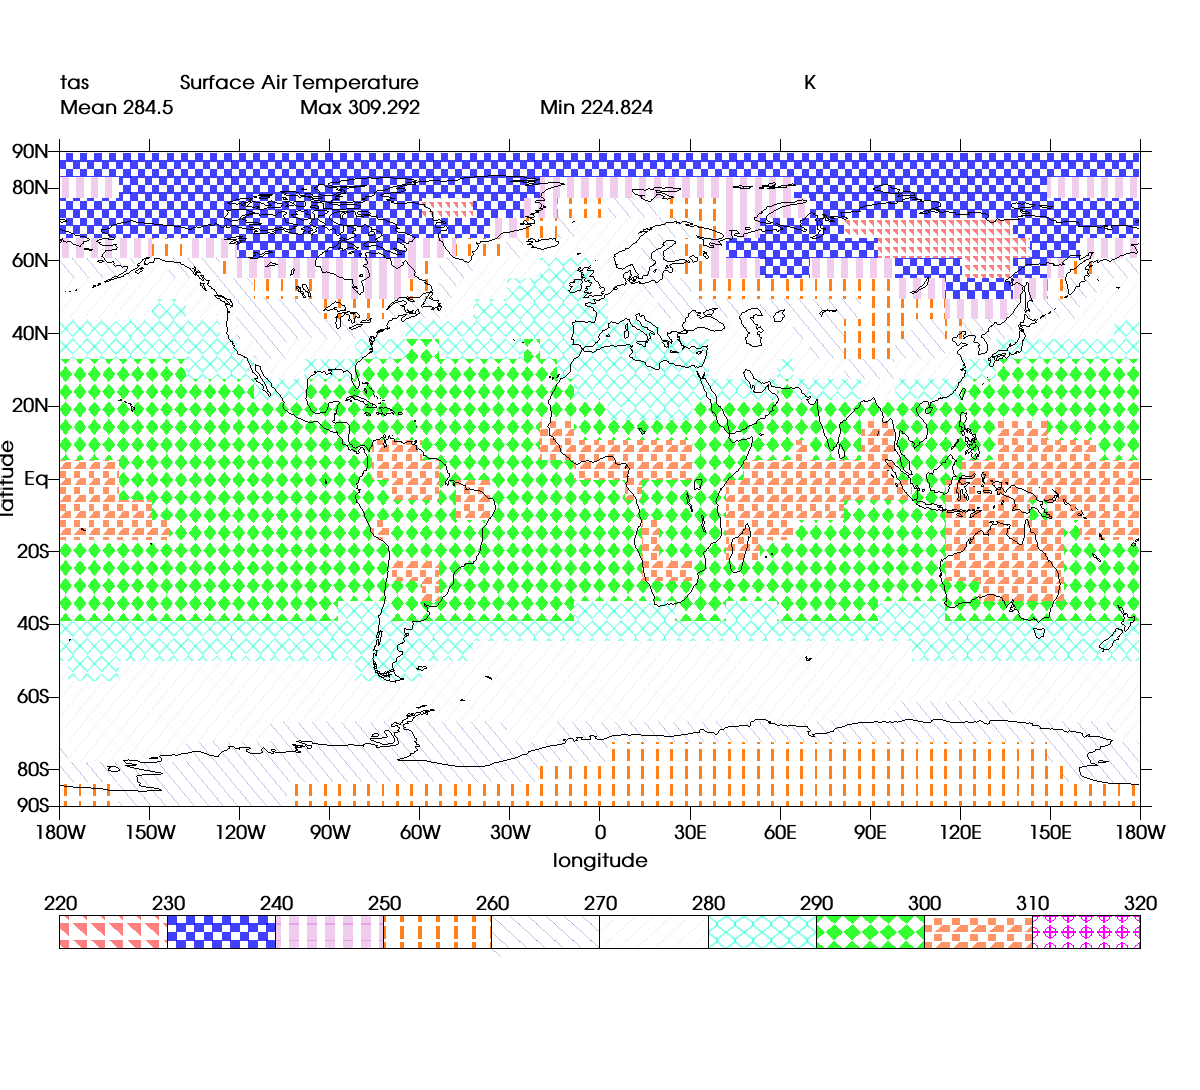 tas Surface Air Temperature K
Mean 284.5 Max 309.292 Min 224.824
90N
80N
60N
40N
20N
Eq
20S
40S
60S
80S
90S
latitude
180W 150W 120W 90W 60W 30W 0 30E 60E 90E 120E 150E 180W
longitude
220 230 240 250 260 270 280 290 300 310 320